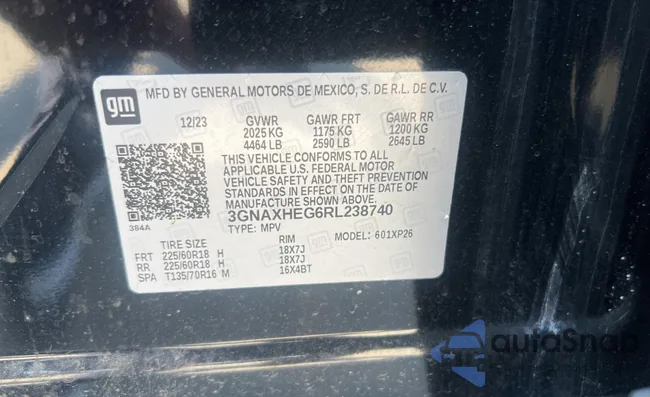 gm
MFD BY GENERAL MOTORS DE MEXICO, S. DE R.L. DE C.V.
12/23 GVWR GAWR FRT GAWR RR
2025 KG 1175 KG 1200 KG
4464 LB 2590 LB 2645 LB
THIS VEHICLE CONFORMS TO ALL
APPLICABLE U.S. FEDERAL MOTOR
VEHICLE SAFETY AND THEFT PREVENTION
STANDARDS IN EFFECT ON THE DATE OF
MANUFACTURE SHOWN ABOVE.
384A
3GNAXHEG6RL238740
TYPE: MPV MODEL: 601XP26
TIRE SIZE RIM
FRT 225/60R18 H 18X7J
RR 225/60R18 H 18X7J
SPA T135/70R16 M 16X4BT
autoSnap